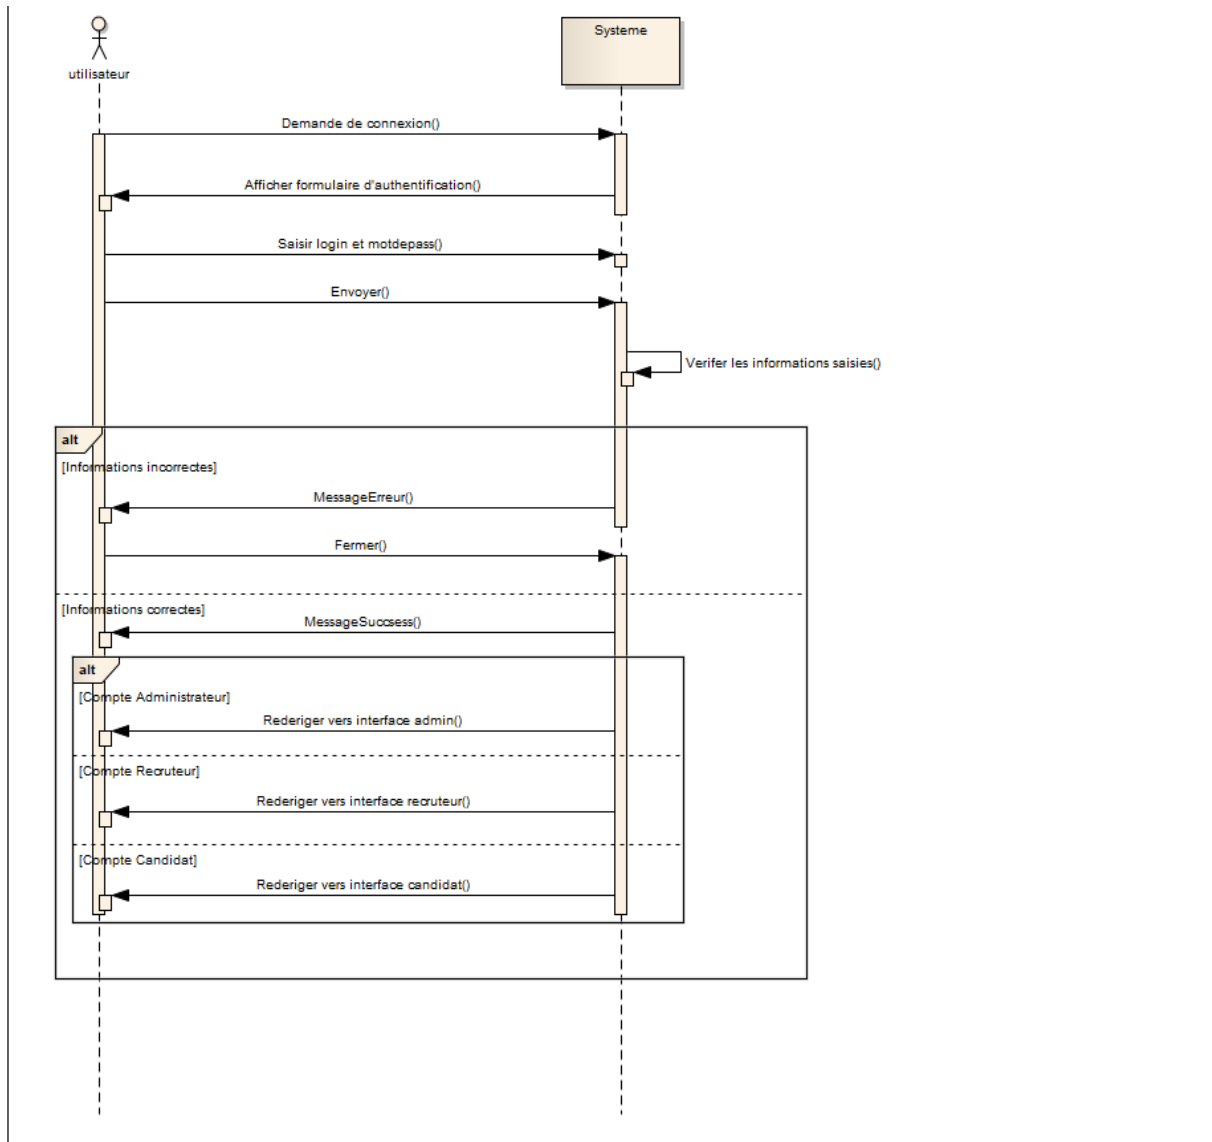 Systeme
utilisateur
Demande de connexion()
Afficher formulaire d'authentification()
Saisir login et motdepass()
Envoyer()
Verifer les informations saisies()
alt
[Informations incorrectes]
MessageErreur()
Fermer()
[Informations correctes]
MessageSucsess()
alt
[Compte Administrateur]
Rederiger vers interface admin()
[Compte Recruteur]
Rederiger vers interface recruteur()
[Compte Candidat]
Rederiger vers interface candidat()